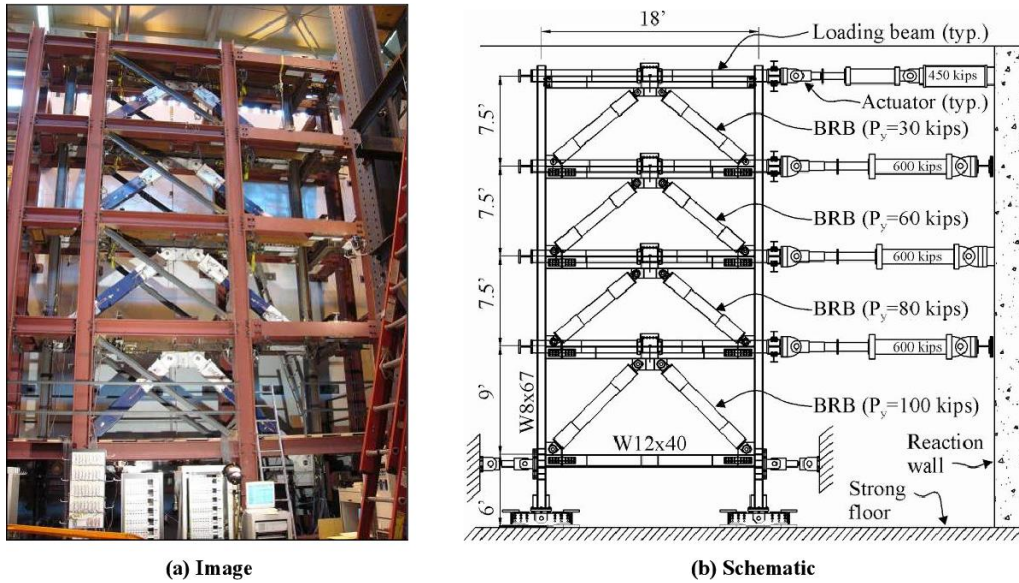 18'
Loading beam (typ.)
450 kips
Actuator (typ.)
7.5'
BRB (Py=30 kips)
600 kips
7.5'
BRB (Py=60 kips)
600 kips
7.5'
BRB (Py=80 kips)
600 kips
9'
W8x67
BRB (Py=100 kips)
W12x40
Reaction
wall
Strong
floor
6'
(a) Image
(b) Schematic